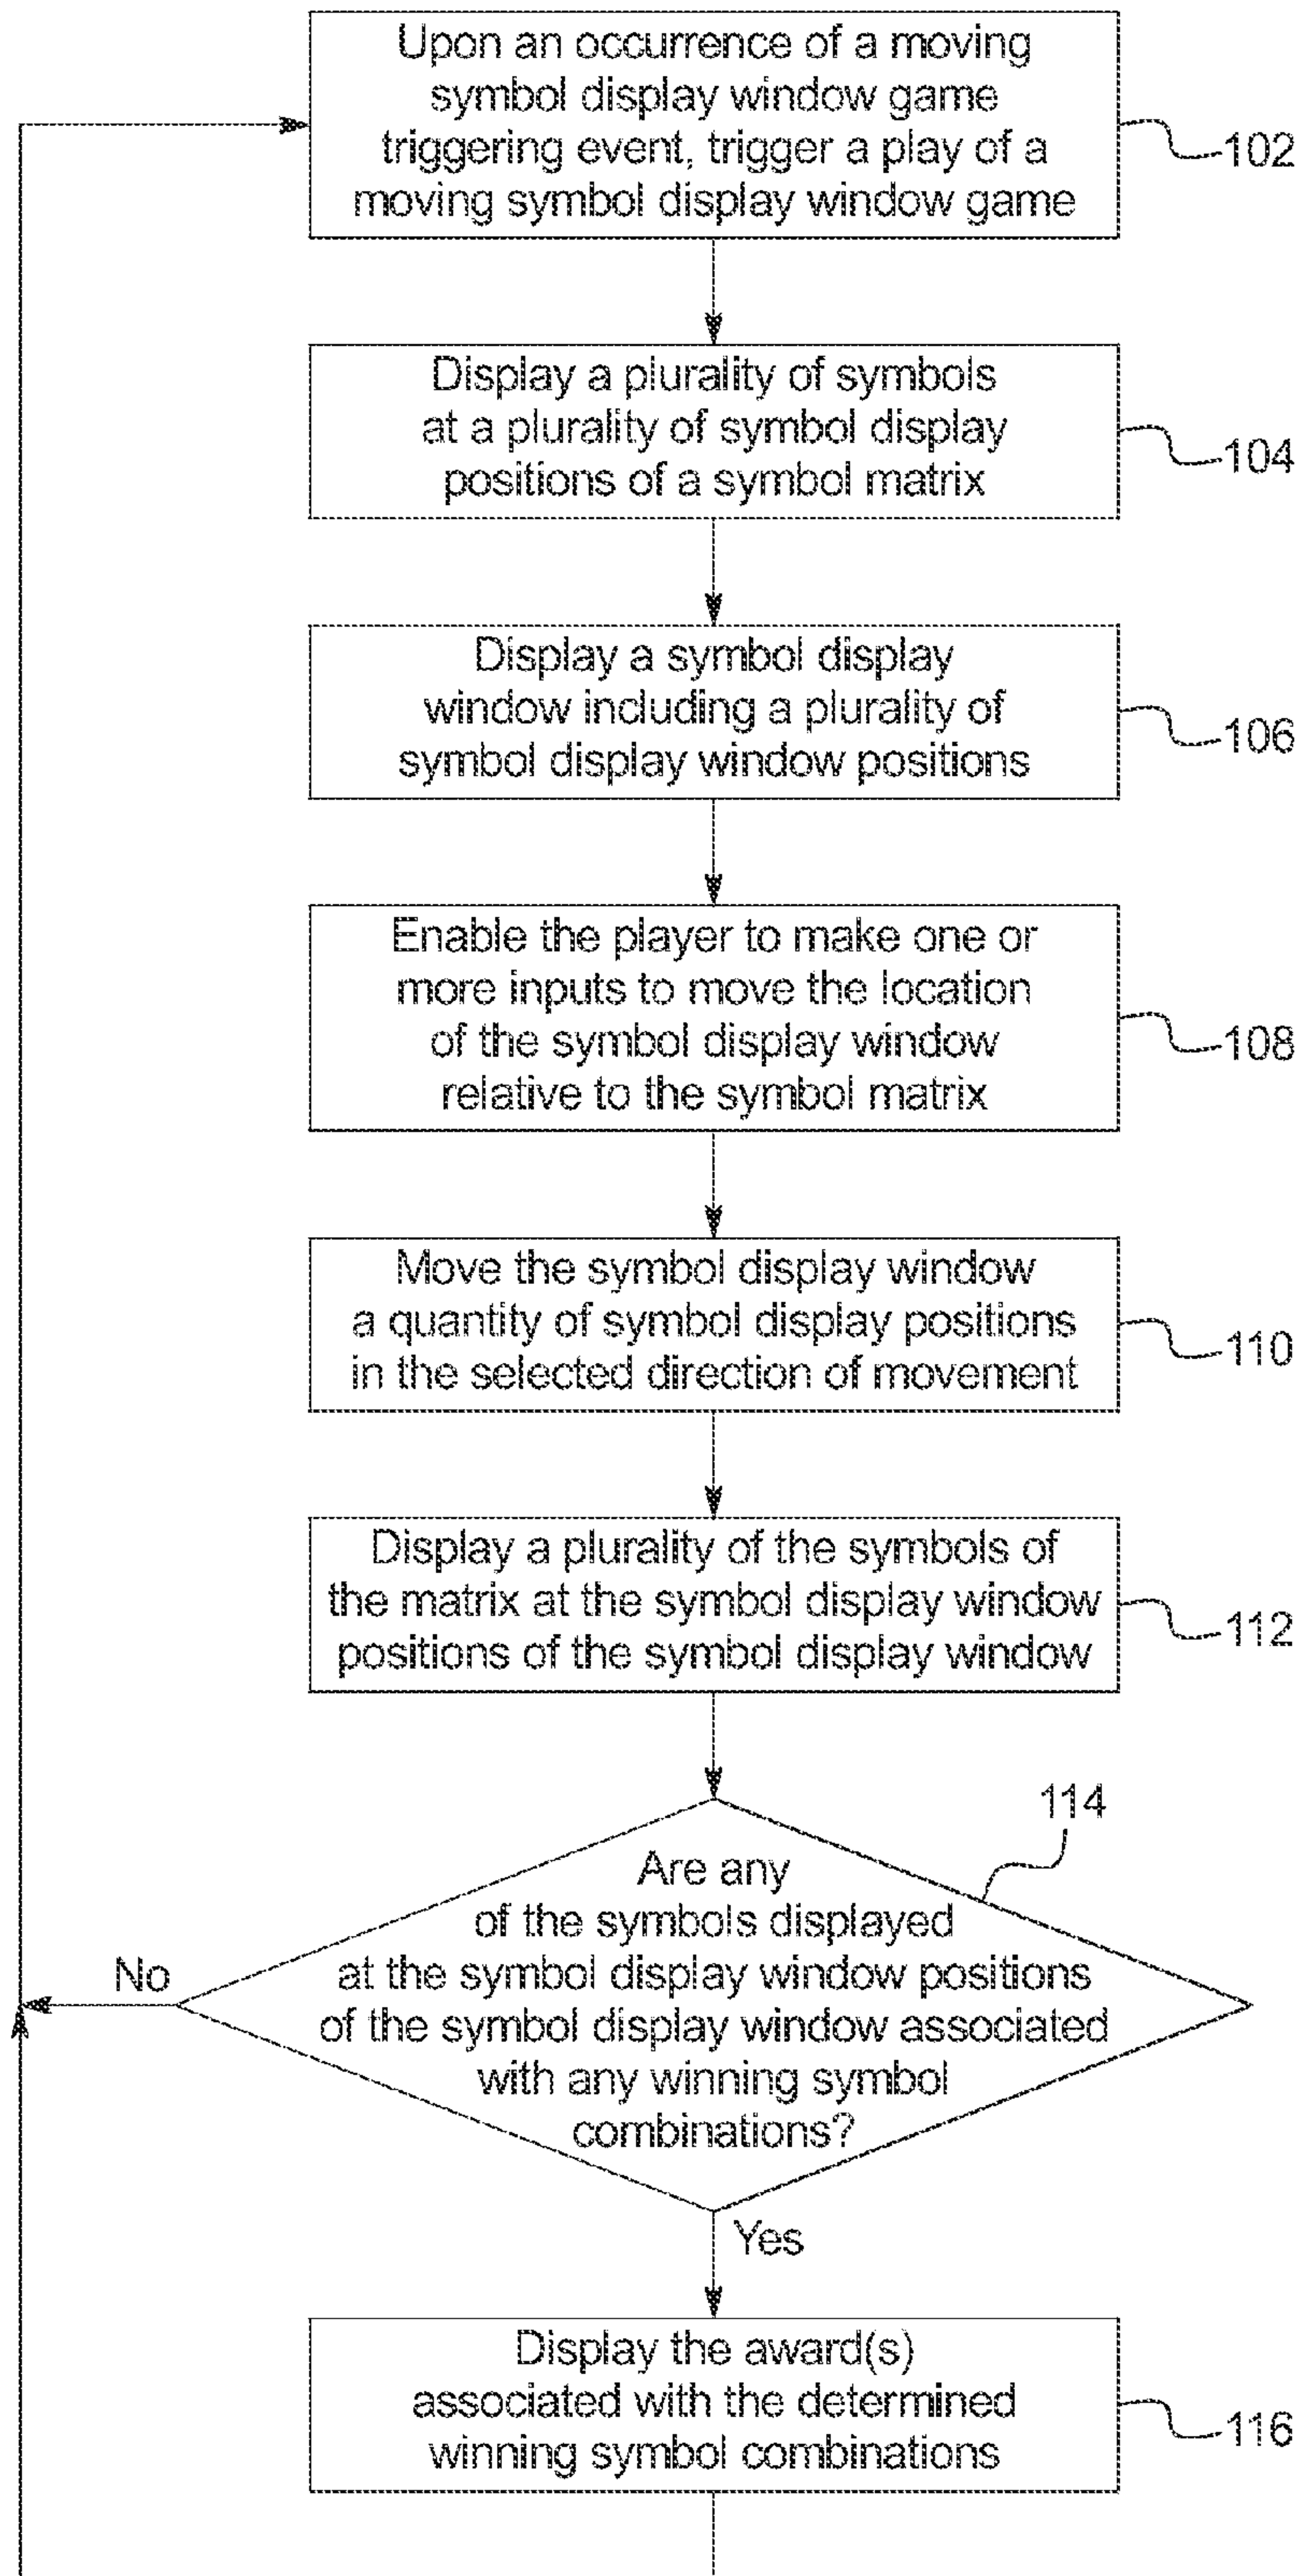 Upon an occurrence of a moving
symbol display window game
triggering event, trigger a play of a
moving symbol display window game
102
Display a plurality of symbols
at a plurality of symbol display
positions of a symbol matrix
104
Display a symbol display
window including a plurality of
symbol display window positions
106
Enable the player to make one or
more inputs to move the location
of the symbol display window
relative to the symbol matrix
108
Move the symbol display window
a quantity of symbol display positions
in the selected direction of movement
110
Display a plurality of the symbols of
the matrix at the symbol display window
positions of the symbol display window
112
114
Are any
of the symbols displayed
at the symbol display window positions
of the symbol display window associated
with any winning symbol
combinations?
No
Yes
Display the award(s)
associated with the determined
winning symbol combinations
116